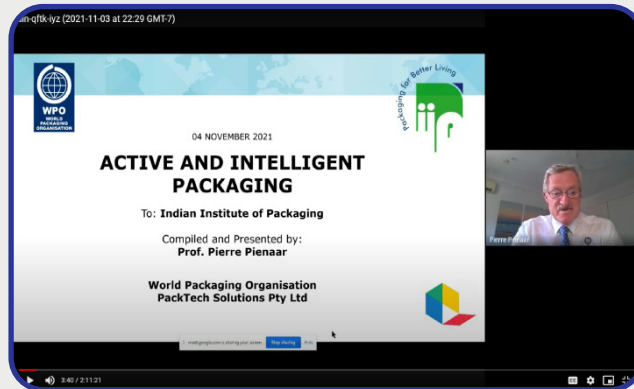 in-qftk-iyz (2021-11-03 at 22:29 GMT-7)
WPO
WORLD
PACKAGING
ORGANISATION
Packaging for Better Living
iip
04 NOVEMBER 2021
ACTIVE AND INTELLIGENT
PACKAGING
To: Indian Institute of Packaging
Compiled and Presented by:
Prof. Pierre Pienaar
World Packaging Organisation
PackTech Solutions Pty Ltd
Pierre Pienaar
meet.google.com is sharing your screen.
Stop sharing
Hide
3:40 / 2:11:21